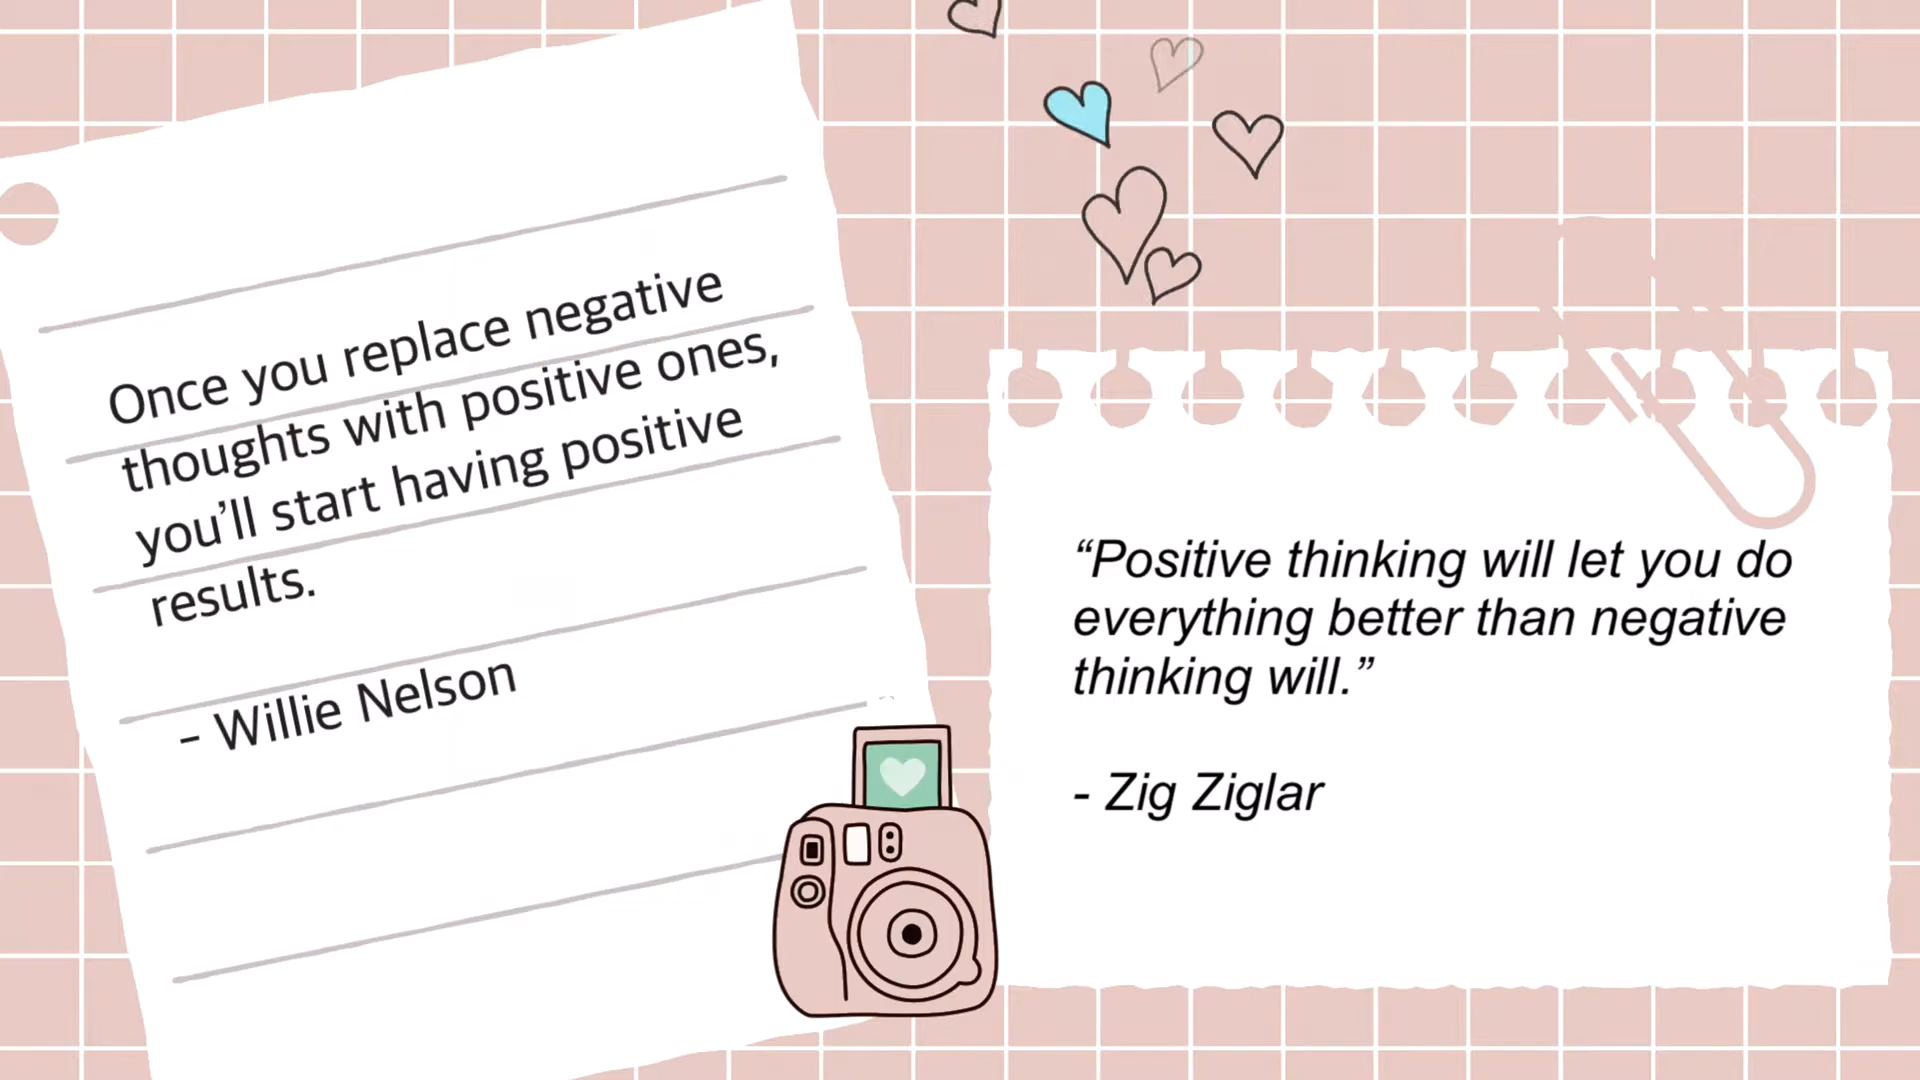 Once you replace negative
thoughts with positive ones,
you’ll start having positive
results.
– Willie Nelson
“Positive thinking will let you do
everything better than negative
thinking will.”
- Zig Ziglar